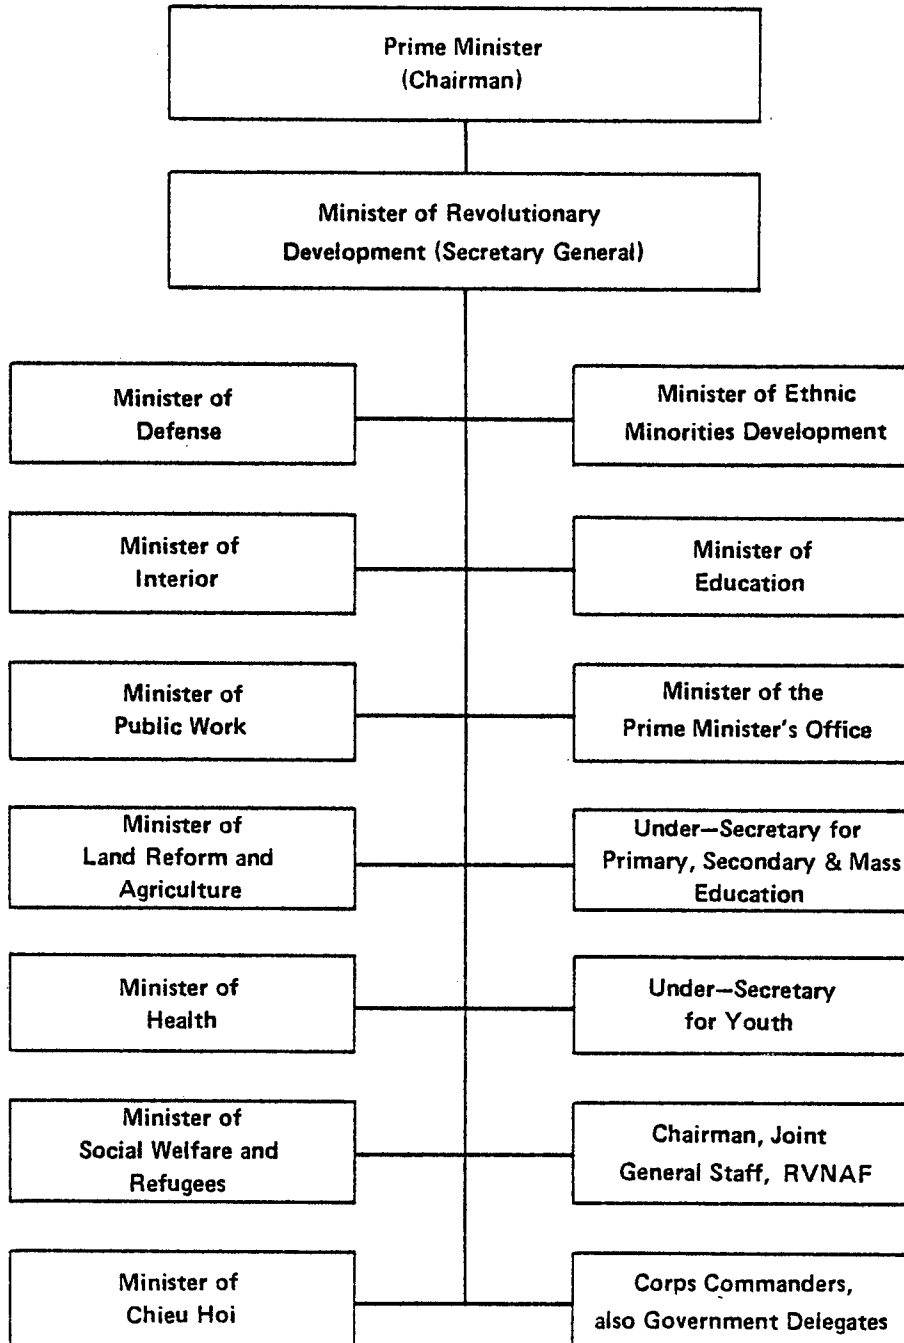 Prime Minister
(Chairman)
Minister of Revolutionary
Development (Secretary General)
Minister of
Defense
Minister of Ethnic
Minorities Development
Minister of
Interior
Minister of
Education
Minister of
Public Work
Minister of the
Prime Minister's Office
Minister of
Land Reform and
Agriculture
Under—Secretary for
Primary, Secondary & Mass
Education
Minister of
Health
Under—Secretary
for Youth
Minister of
Social Welfare and
Refugees
Chairman, Joint
General Staff, RVNAF
Minister of
Chieu Hoi
Corps Commanders,
also Government Delegates